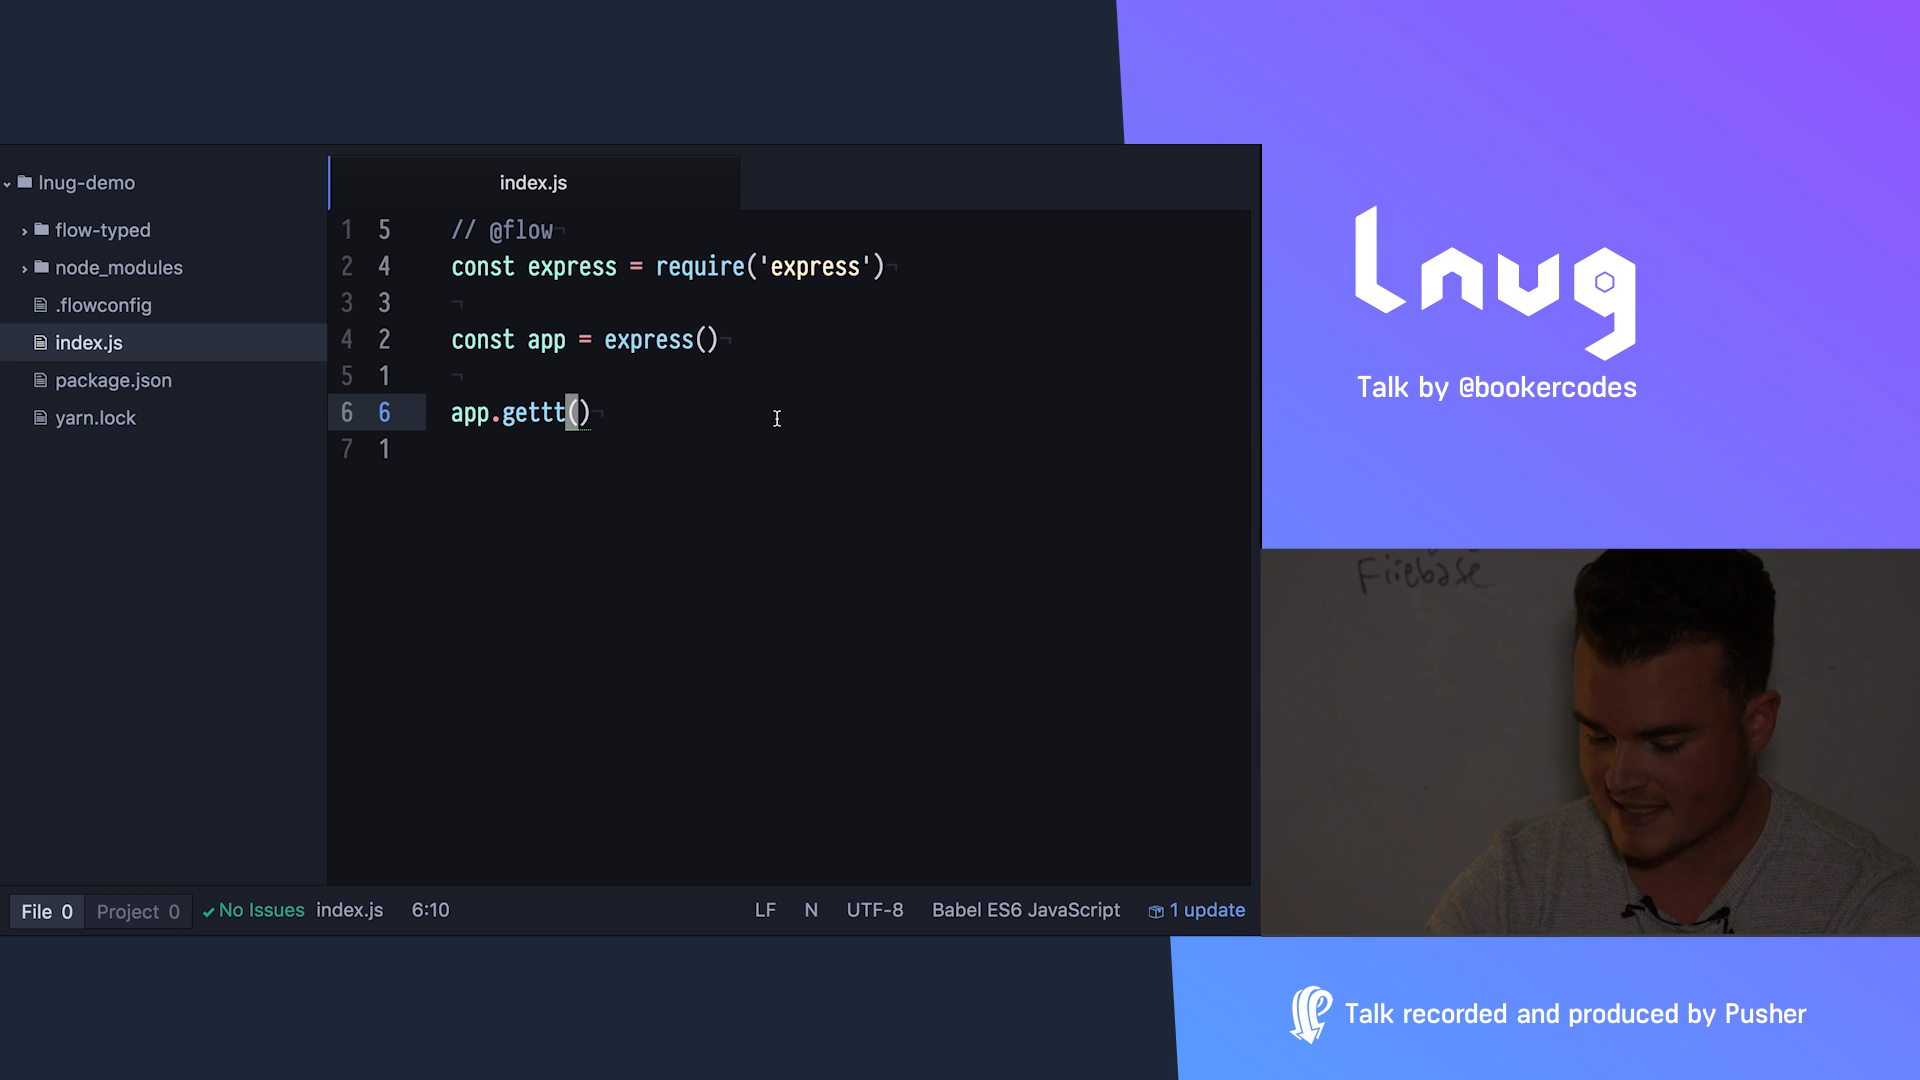 lnug-demo
flow-typed
node_modules
.flowconfig
index.js
package.json
yarn.lock
index.js
1 5 // @flow¬
2 4 const express = require('express')¬
3 3 ¬
4 2 const app = express()¬
5 1 ¬
6 6 app.gettt()¬
7 1
File 0 Project 0 No Issues index.js 6:10 LF N UTF-8 Babel ES6 JavaScript 1 update
lnug
Talk by @bookercodes
Firebase
Talk recorded and produced by Pusher